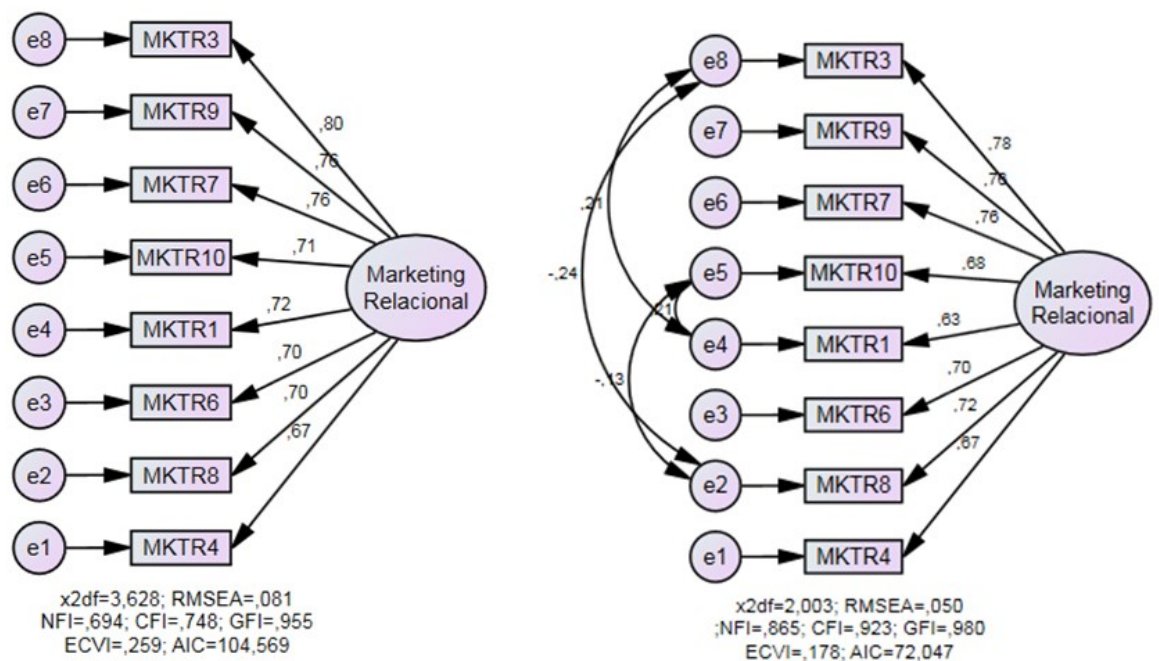 e8 MKTR3
e7 MKTR9
e6 MKTR7
e5 MKTR10
e4 MKTR1
e3 MKTR6
e2 MKTR8
e1 MKTR4
,80
,76
,76
,71
,72
,70
,70
,67
Marketing
Relacional
x2df=3,628; RMSEA=,081
NFI=,694; CFI=,748; GFI=,955
ECVI=,259; AIC=104,569
e8 MKTR3
e7 MKTR9
e6 MKTR7
e5 MKTR10
e4 MKTR1
e3 MKTR6
e2 MKTR8
e1 MKTR4
,21
-,24
,21
-,13
,78
,76
,68
,63
,70
,72
,67
Marketing
Relacional
x2df=2,003; RMSEA=,050
;NFI=,865; CFI=,923; GFI=,980
ECVI=,178; AIC=72,047